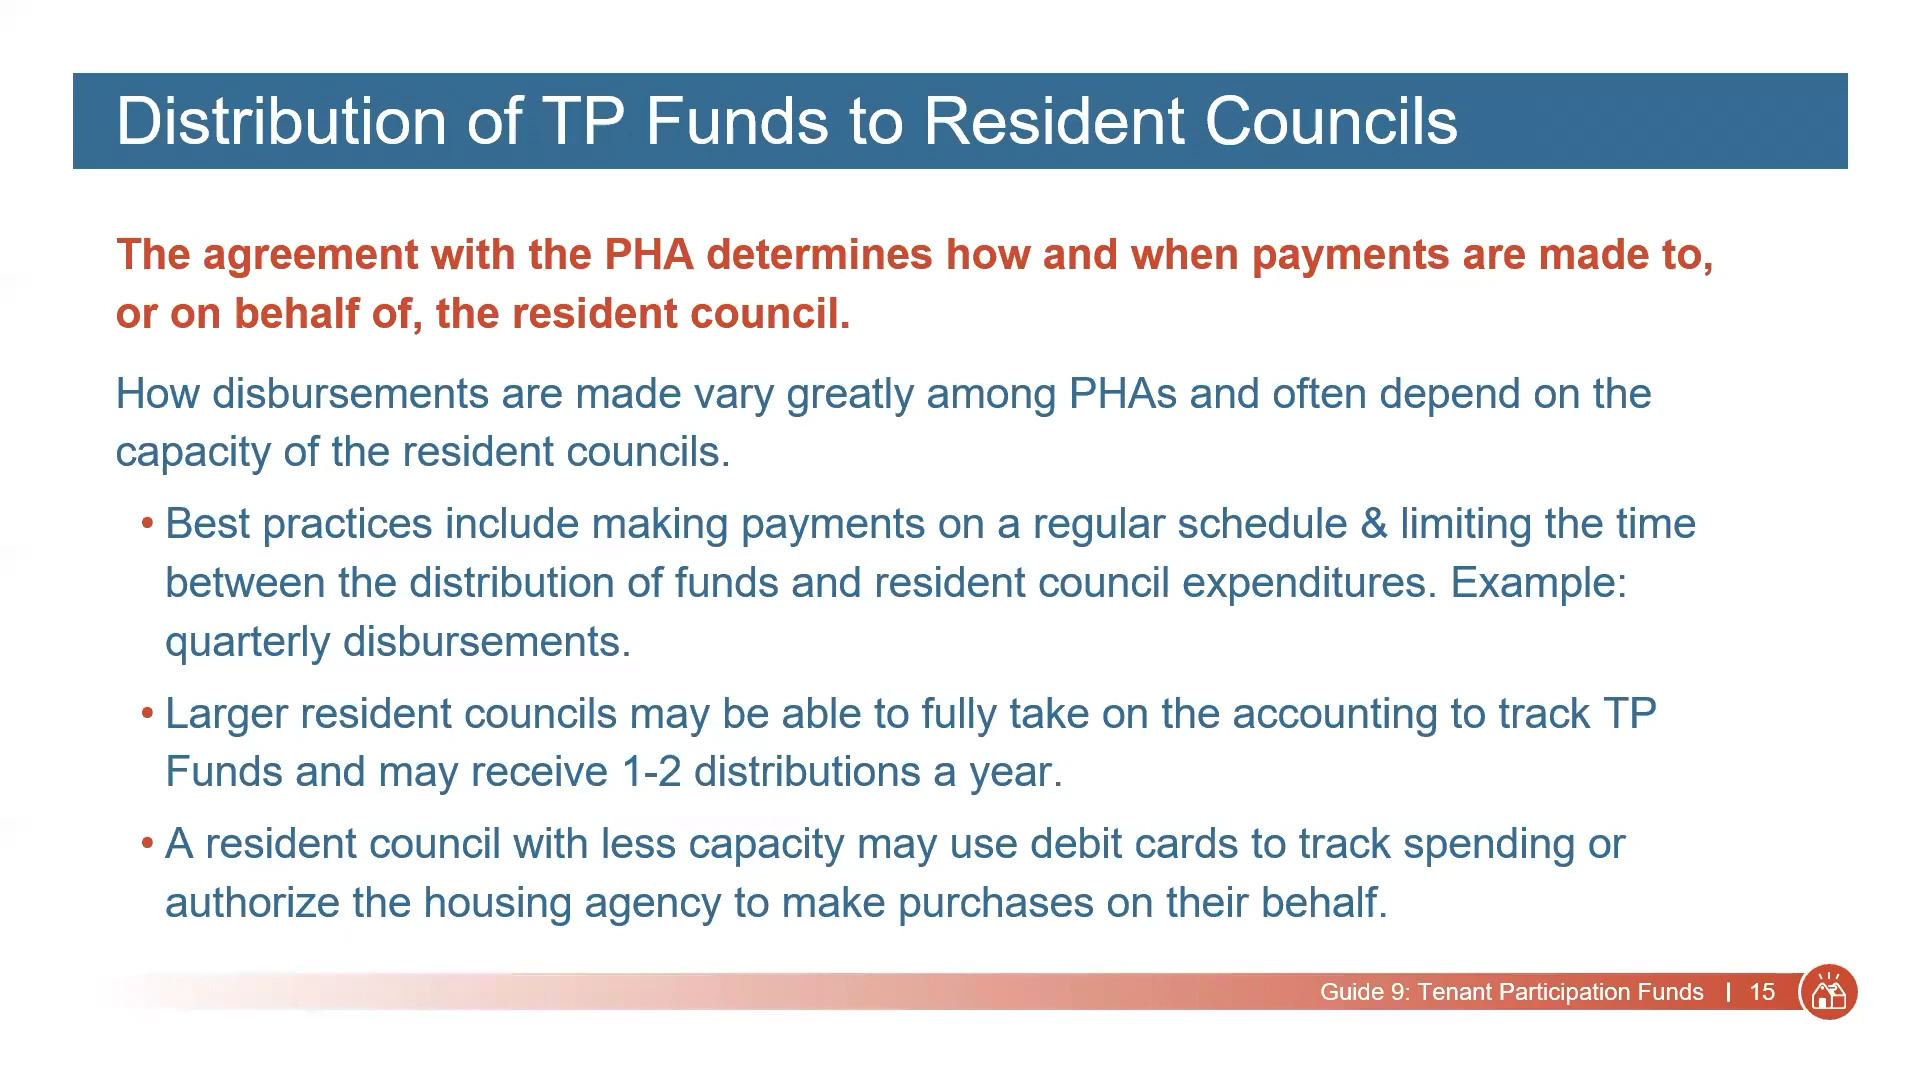 Distribution of TP Funds to Resident Councils
The agreement with the PHA determines how and when payments are made to,
or on behalf of, the resident council.
How disbursements are made vary greatly among PHAs and often depend on the
capacity of the resident councils.
• Best practices include making payments on a regular schedule & limiting the time
between the distribution of funds and resident council expenditures. Example:
quarterly disbursements.
• Larger resident councils may be able to fully take on the accounting to track TP
Funds and may receive 1-2 distributions a year.
• A resident council with less capacity may use debit cards to track spending or
authorize the housing agency to make purchases on their behalf.
Guide 9: Tenant Participation Funds | 15